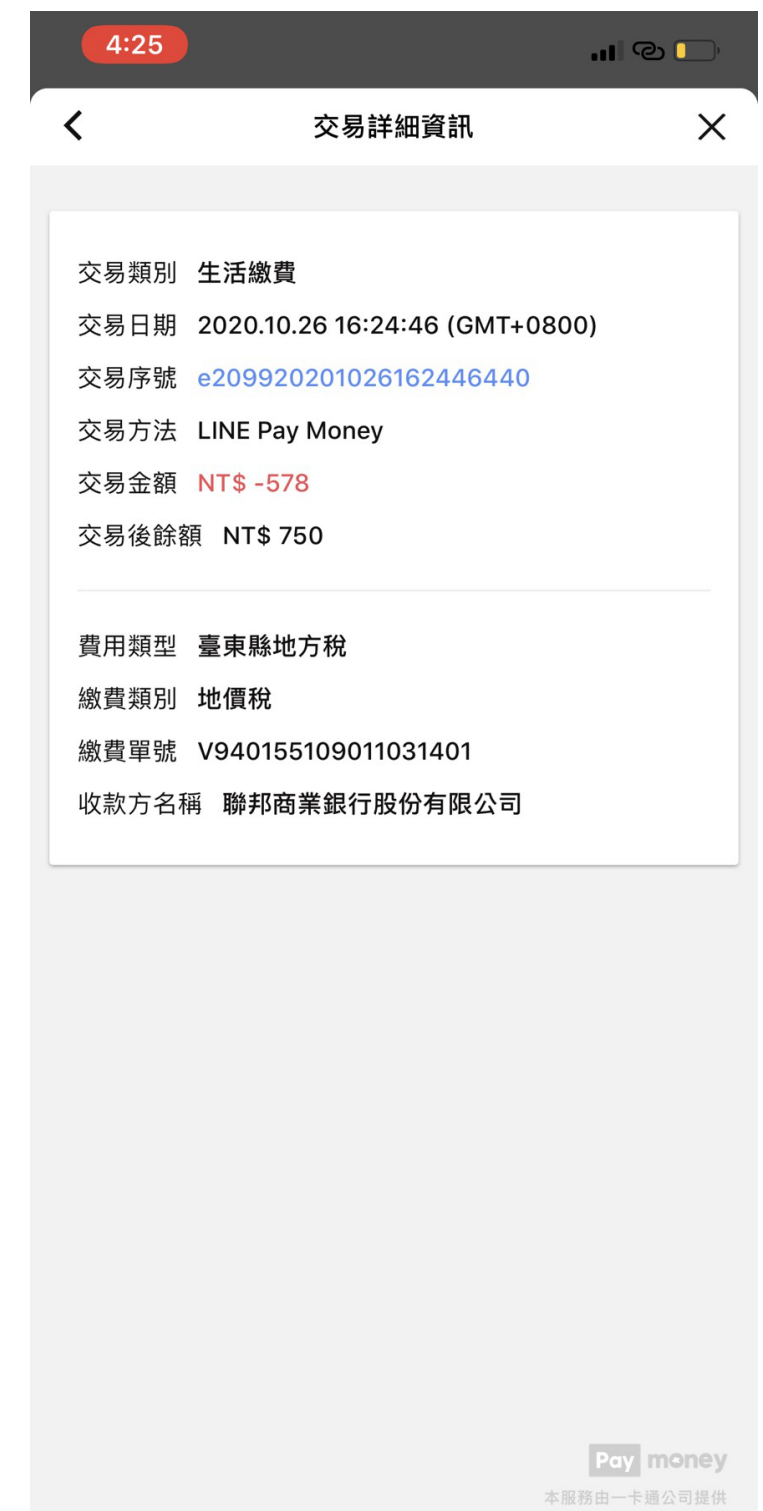 4:25
交易詳細資訊
交易類別 生活繳費
交易日期 2020.10.26 16:24:46 (GMT+0800)
交易序號 e209920201026162446440
交易方法 LINE Pay Money
交易金額 NT$ -578
交易後餘額 NT$ 750
費用類型 臺東縣地方稅
繳費類別 地價稅
繳費單號 V940155109011031401
收款方名稱 聯邦商業銀行股份有限公司
Pay money
本服務由一卡通公司提供